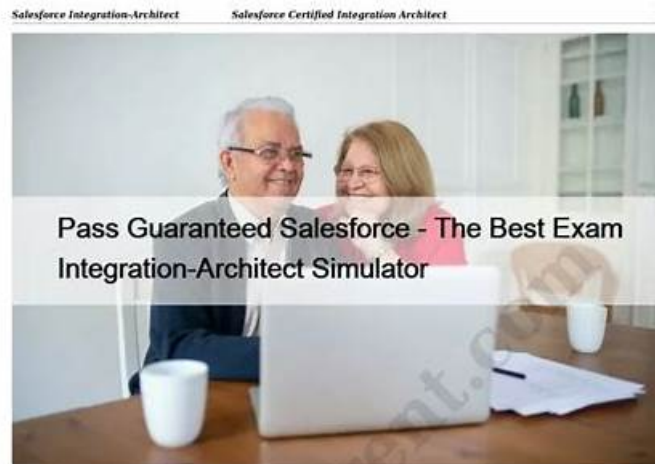 Salesforce Integration-Architect Salesforce Certified Integration Architect
Pass Guaranteed Salesforce - The Best Exam
Integration-Architect Simulator